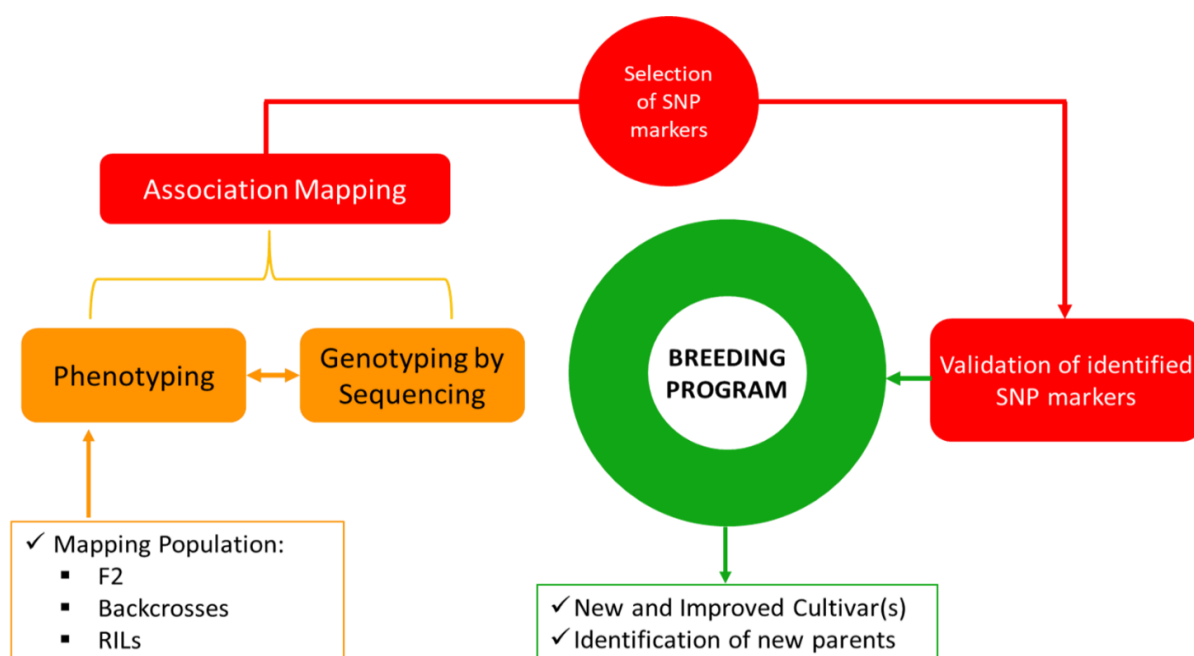 Selection
of SNP
markers
Association Mapping
Phenotyping
Genotyping by
Sequencing
BREEDING
PROGRAM
Validation of identified
SNP markers
✓ Mapping Population:
▪ F2
▪ Backcrosses
▪ RILs
✓ New and Improved Cultivar(s)
✓ Identification of new parents